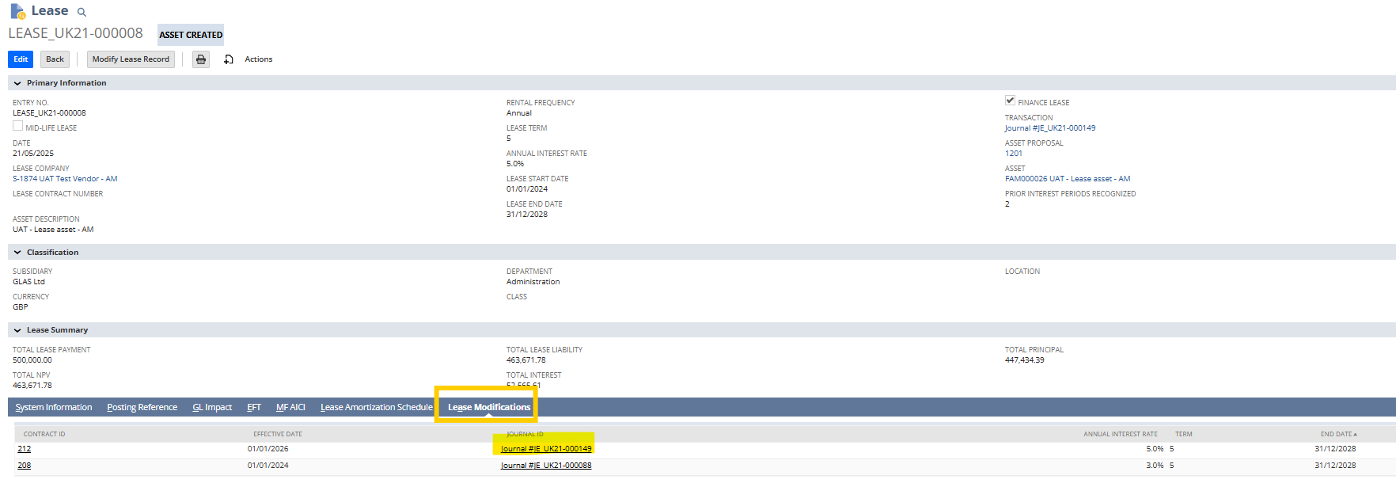 Lease
LEASE_UK21-000008 ASSET CREATED
Edit Back Modify Lease Record Actions
Primary Information
ENTRY NO.
LEASE_UK21-000008
MID-LIFE LEASE
DATE
21/05/2025
LEASE COMPANY
S-1874 UAT Test Vendor - AM
LEASE CONTRACT NUMBER
ASSET DESCRIPTION
UAT - Lease asset - AM
RENTAL FREQUENCY
Annual
LEASE TERM
5
ANNUAL INTEREST RATE
5.0%
LEASE START DATE
01/01/2024
LEASE END DATE
31/12/2028
FINANCE LEASE
TRANSACTION
Journal #JE_UK21-000149
ASSET PROPOSAL
1201
ASSET
FAM000026 UAT - Lease asset - AM
PRIOR INTEREST PERIODS RECOGNIZED
2
Classification
SUBSIDIARY
GLAS Ltd
CURRENCY
GBP
DEPARTMENT
Administration
CLASS
LOCATION
Lease Summary
TOTAL LEASE PAYMENT
500,000.00
TOTAL NPV
463,671.78
TOTAL LEASE LIABILITY
463,671.78
TOTAL INTEREST
52,565.61
TOTAL PRINCIPAL
447,434.39
System Information Posting Reference GL Impact EFT MF AICI Lease Amortization Schedule Lease Modifications
CONTRACT ID EFFECTIVE DATE JOURNAL ID ANNUAL INTEREST RATE TERM END DATE
212 01/01/2026 Journal #JE_UK21-000149 5.0% 5 31/12/2028
208 01/01/2024 Journal #JE_UK21-000088 3.0% 5 31/12/2028